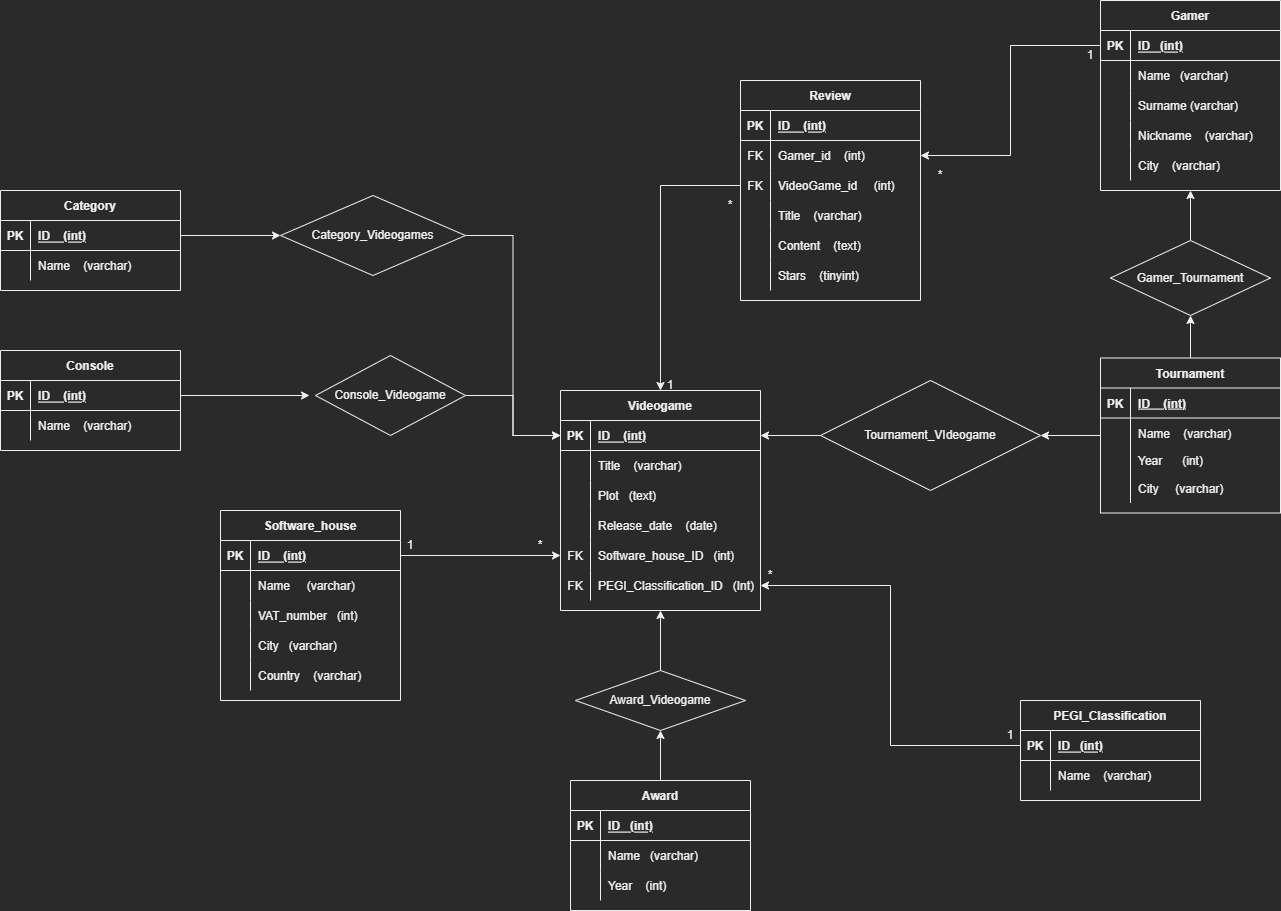 Gamer
PK ID (int)
Name (varchar)
Surname (varchar)
Nickname (varchar)
City (varchar)
1
*
Review
PK ID (int)
FK Gamer_id (int)
FK VideoGame_id (int)
Title (varchar)
Content (text)
Stars (tinyint)
*
1
Category
PK ID (int)
Name (varchar)
Category_Videogames
Gamer_Tournament
Console
PK ID (int)
Name (varchar)
Console_Videogame
Videogame
PK ID (int)
Title (varchar)
Plot (text)
Release_date (date)
FK Software_house_ID (int)
FK PEGI_Classification_ID (Int)
Tournament_VIdeogame
Tournament
PK ID (int)
Name (varchar)
Year (int)
City (varchar)
Software_house
PK ID (int)
Name (varchar)
VAT_number (int)
City (varchar)
Country (varchar)
1
*
*
1
Award_Videogame
PEGI_Classification
PK ID (int)
Name (varchar)
Award
PK ID (int)
Name (varchar)
Year (int)